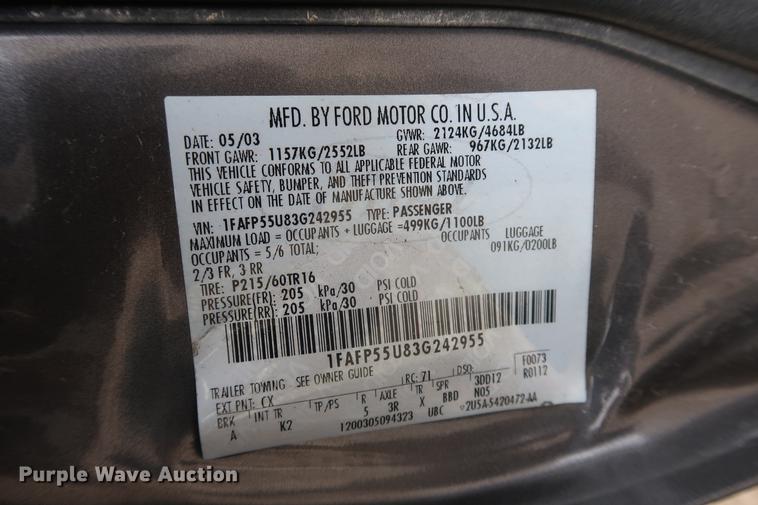 MFD. BY FORD MOTOR CO. IN U.S.A.
DATE: 05/03 GVWR: 2124KG/4684LB
FRONT GAWR: 1157KG/2552LB REAR GAWR: 967KG/2132LB
THIS VEHICLE CONFORMS TO ALL APPLICABLE FEDERAL MOTOR
VEHICLE SAFETY, BUMPER, AND THEFT PREVENTION STANDARDS
IN EFFECT ON THE DATE OF MANUFACTURE SHOWN ABOVE.
VIN: 1FAFP55U83G242955 TYPE: PASSENGER
MAXIMUM LOAD = OCCUPANTS + LUGGAGE =499KG/1100LB
OCCUPANTS = 5/6 TOTAL; OCCUPANTS LUGGAGE
2/3 FR, 3 RR 091KG/0200LB
TIRE: P215/60TR16
PRESSURE(FR) 205 kPa/30 PSI COLD
PRESSURE(RR) 205 kPa/30 PSI COLD
1FAFP55U83G242955
TRAILER TOWING - SEE OWNER GUIDE F0073
EXT PNT: CX RC: 71 DSO: R0112
BRK INT TR TP/PS R AXLE TR SPR 3DD12
A K2 5 3R X BBD N05
1200305094323 UBC 2U5A-5420472-AA
Purple Wave Auction